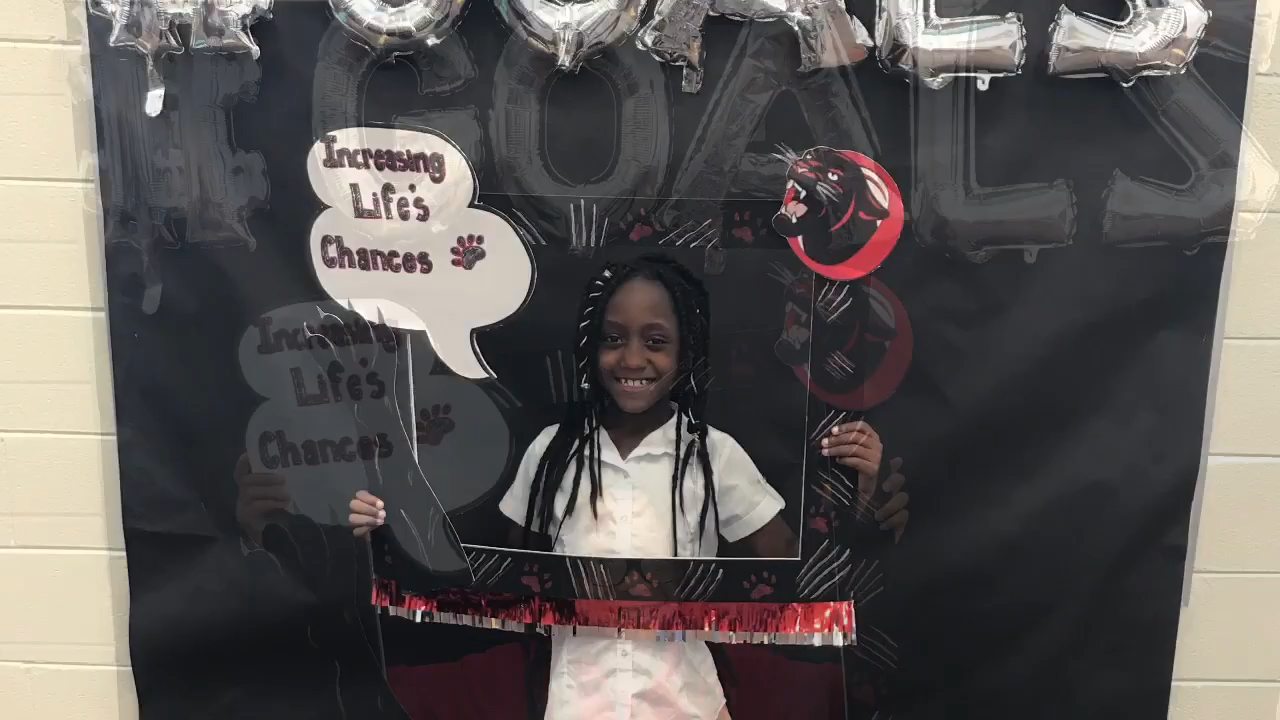 #GOALS
Increasing
Life's
Chances
Increasing
Life's
Chances